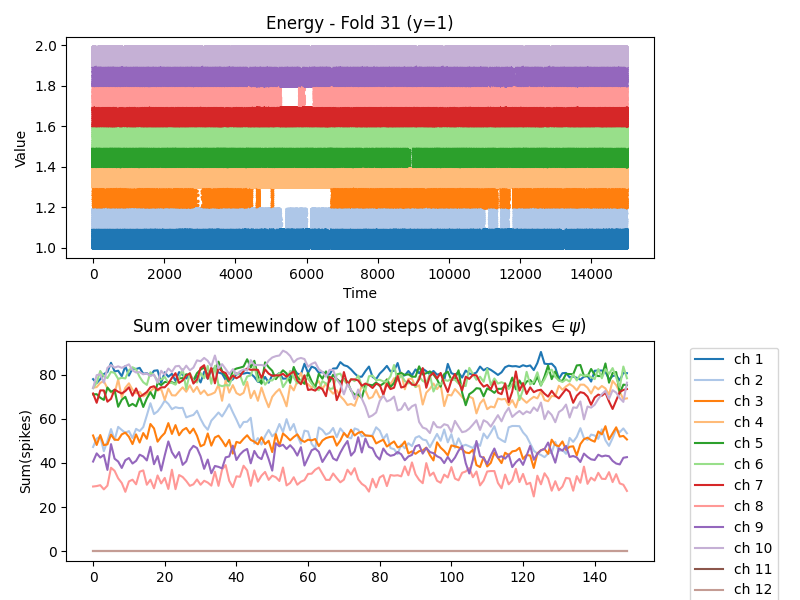 Energy - Fold 31 (y=1)
Value
2.0
1.8
1.6
1.4
1.2
1.0
0 2000 4000 6000 8000 10000 12000 14000
Time
Sum over timewindow of 100 steps of avg(spikes ∈ ψ)
Sum(spikes)
80
60
40
20
0
0 20 40 60 80 100 120 140
ch 1
ch 2
ch 3
ch 4
ch 5
ch 6
ch 7
ch 8
ch 9
ch 10
ch 11
ch 12